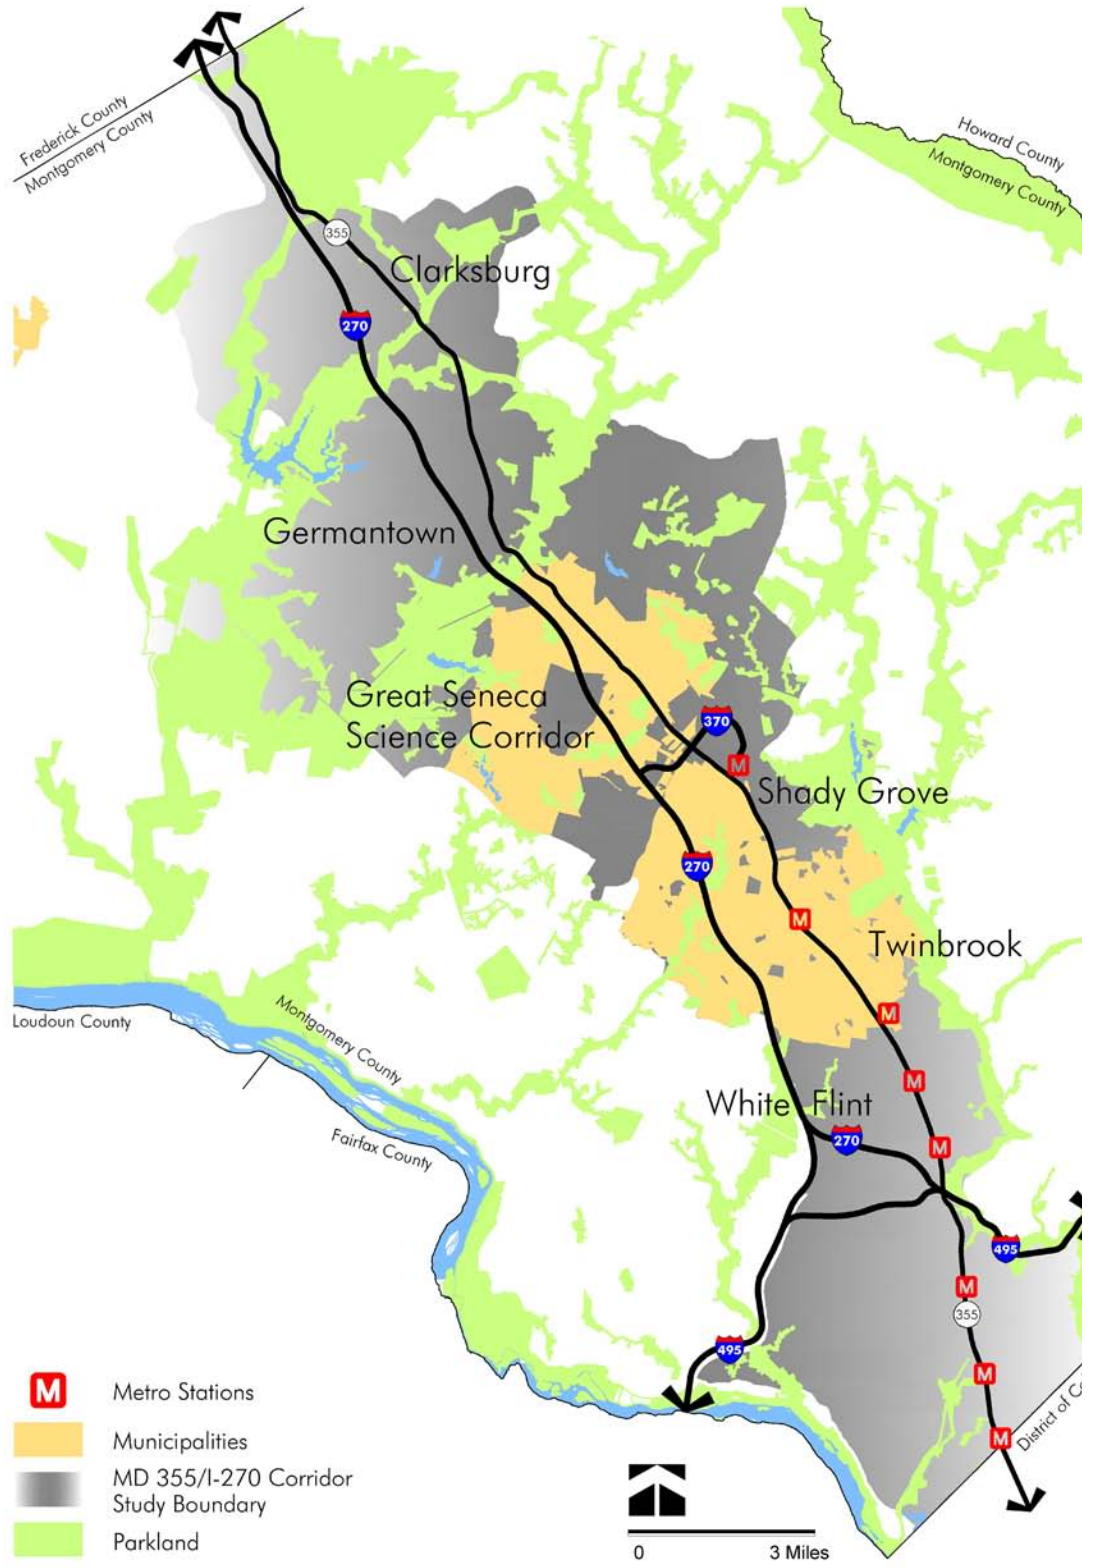 Frederick County
Montgomery County
Howard County
Montgomery County
355
Clarksburg
270
Germantown
Great Seneca
Science Corridor
370
M
Shady Grove
270
M
Twinbrook
M
Loudoun County
Montgomery County
M
White Flint
270
M
Fairfax County
495
M
355
495
M
M
District of
M
Metro Stations
Municipalities
MD 355/I-270 Corridor
Study Boundary
Parkland
0 3 Miles